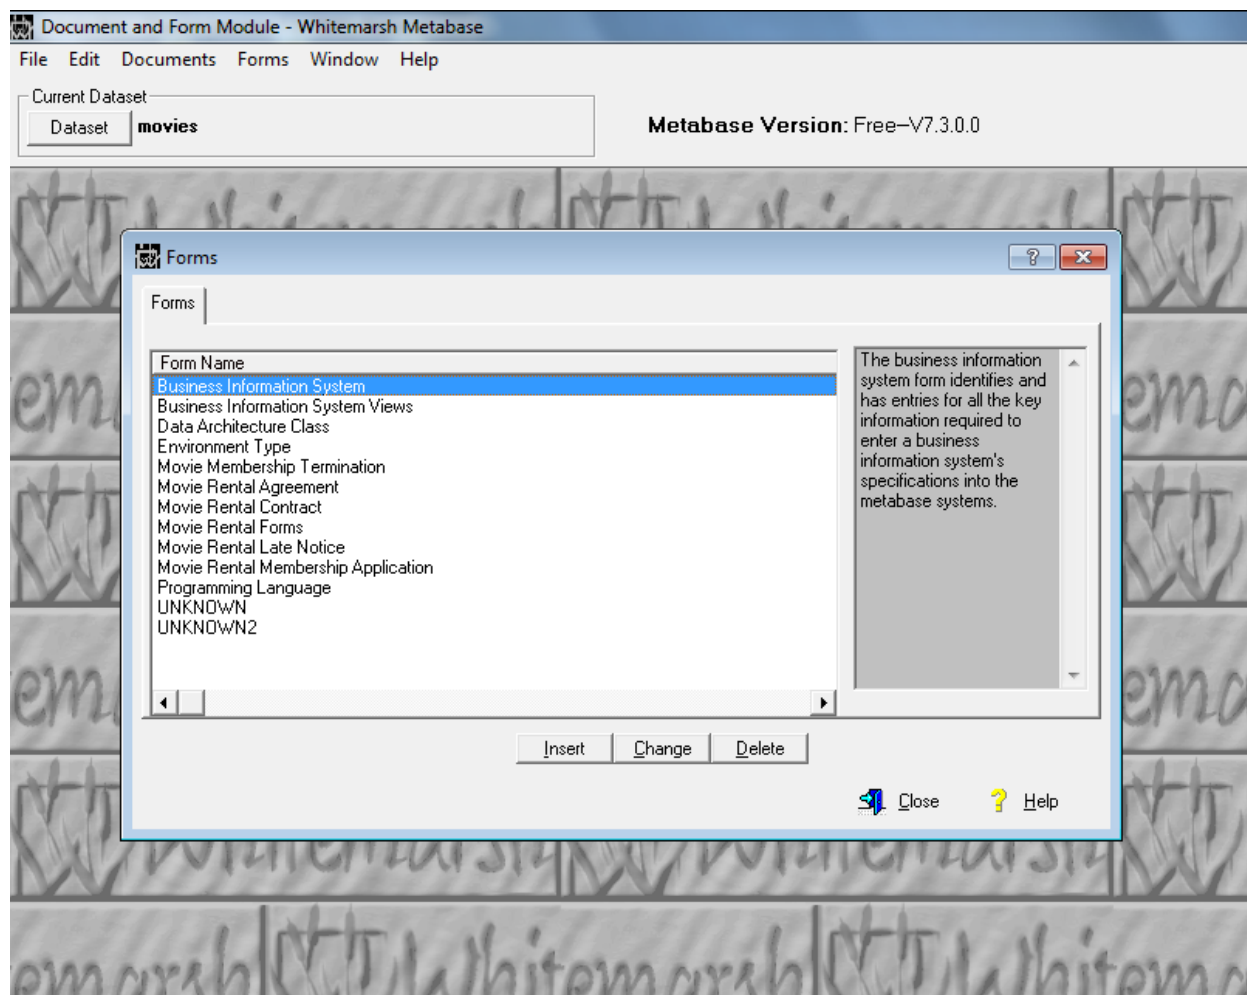 Document and Form Module - Whitemarsh Metabase
File Edit Documents Forms Window Help
Current Dataset
Dataset movies
Metabase Version: Free--V7.3.0.0
Forms
Forms
Form Name
Business Information System
Business Information System Views
Data Architecture Class
Environment Type
Movie Membership Termination
Movie Rental Agreement
Movie Rental Contract
Movie Rental Forms
Movie Rental Late Notice
Movie Rental Membership Application
Programming Language
UNKNOWN
UNKNOWN2
The business information
system form identifies and
has entries for all the key
information required to
enter a business
information system's
specifications into the
metabase systems.
Insert Change Delete
Close Help
Whitemarsh